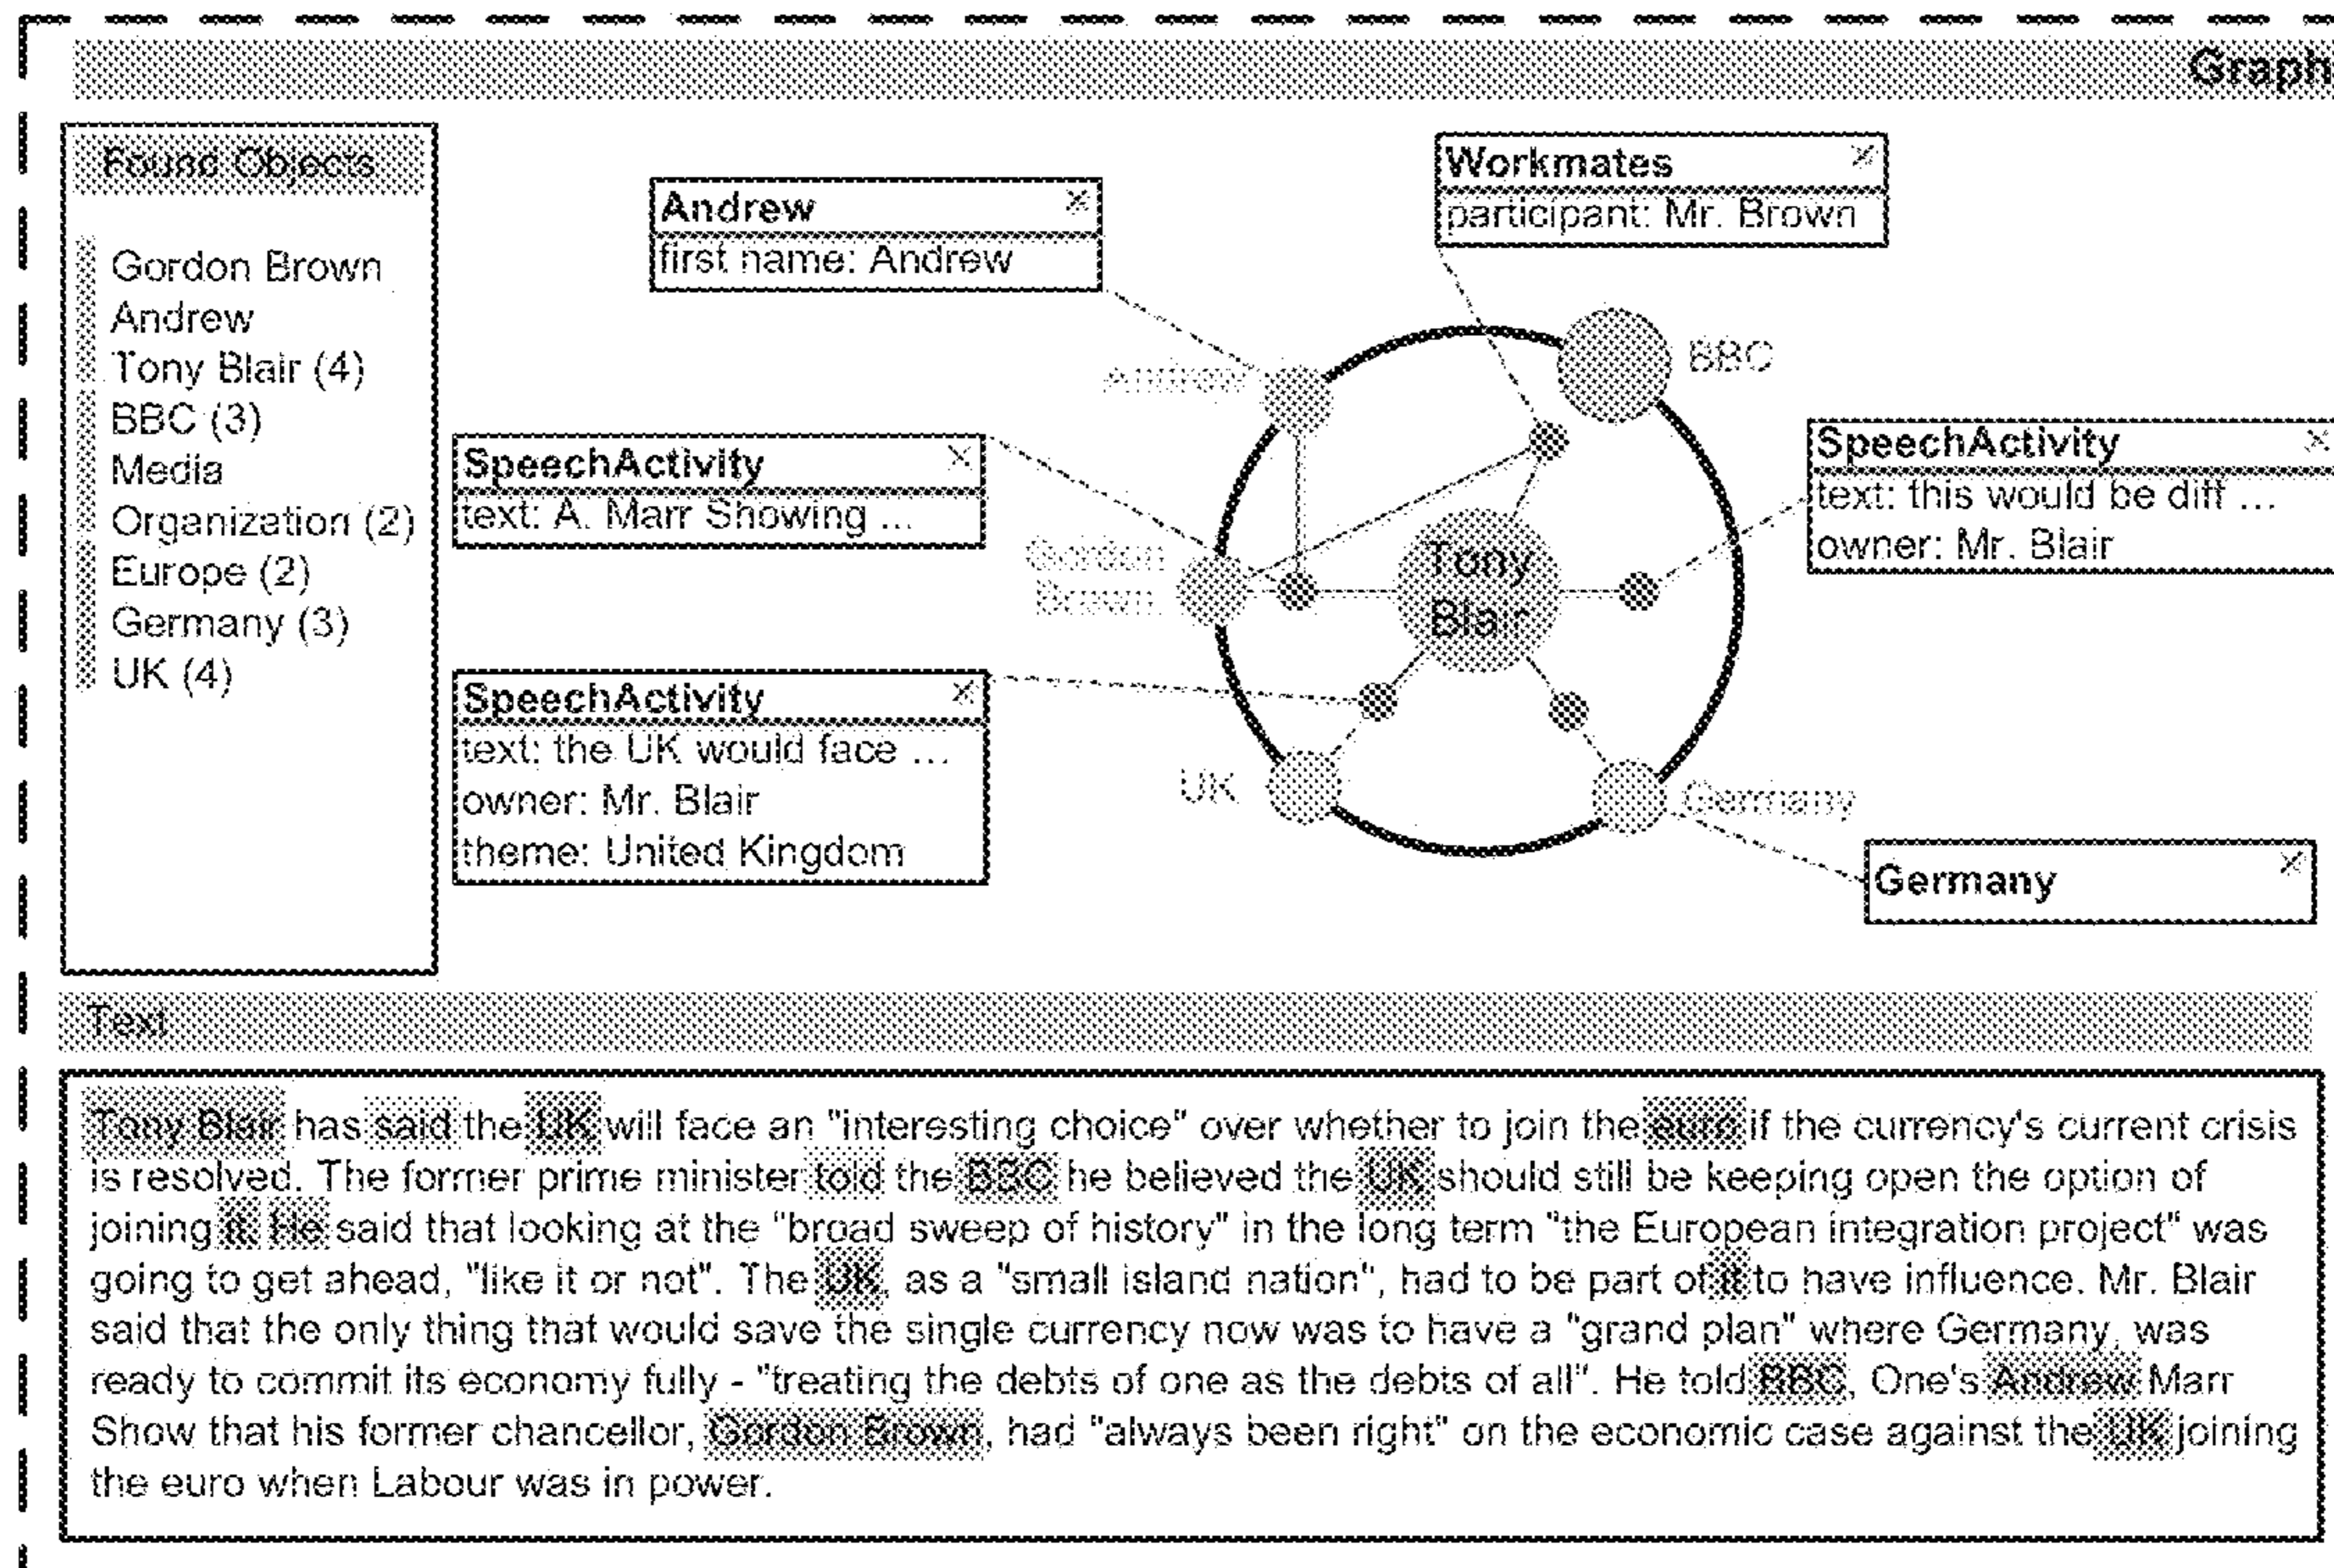 Graph
Found Objects
Gordon Brown
Andrew
Tony Blair (4)
BBC (3)
Media
Organization (2)
Europe (2)
Germany (3)
UK (4)
Andrew
first name: Andrew
Workmates
participant: Mr. Brown
SpeechActivity
text: A. Marr Showing ...
SpeechActivity
text: this would be diff ...
owner: Mr. Blair
SpeechActivity
text: the UK would face ...
owner: Mr. Blair
theme: United Kingdom
Germany
Andrew
BBC
Gordon
Brown
Tony
Blair
UK
Germany
Text
Tony Blair has said the UK will face an "interesting choice" over whether to join the euro if the currency's current crisis
is resolved. The former prime minister told the BBC he believed the UK should still be keeping open the option of
joining it. He said that looking at the "broad sweep of history" in the long term "the European integration project" was
going to get ahead, "like it or not". The UK, as a "small island nation", had to be part of it to have influence. Mr. Blair
said that the only thing that would save the single currency now was to have a "grand plan" where Germany, was
ready to commit its economy fully - "treating the debts of one as the debts of all". He told BBC, One's Andrew Marr
Show that his former chancellor, Gordon Brown, had "always been right" on the economic case against the UK joining
the euro when Labour was in power.